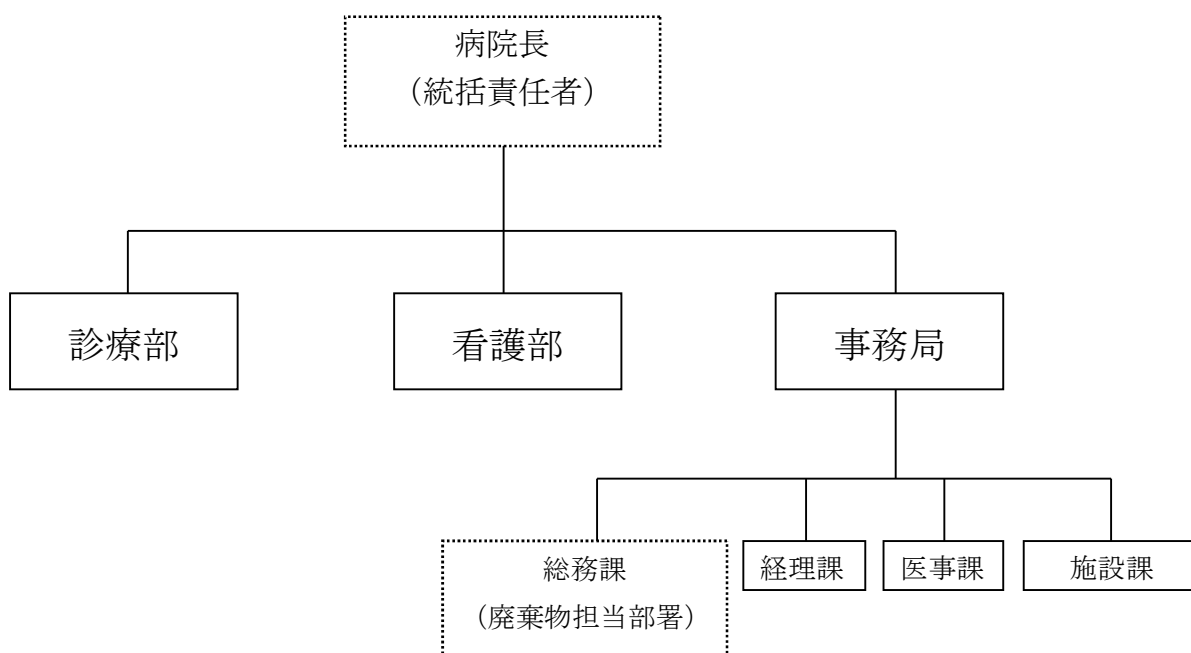 病院長
（統括責任者）
診療部
看護部
事務局
総務課
（廃棄物担当部署）
経理課
医事課
施設課